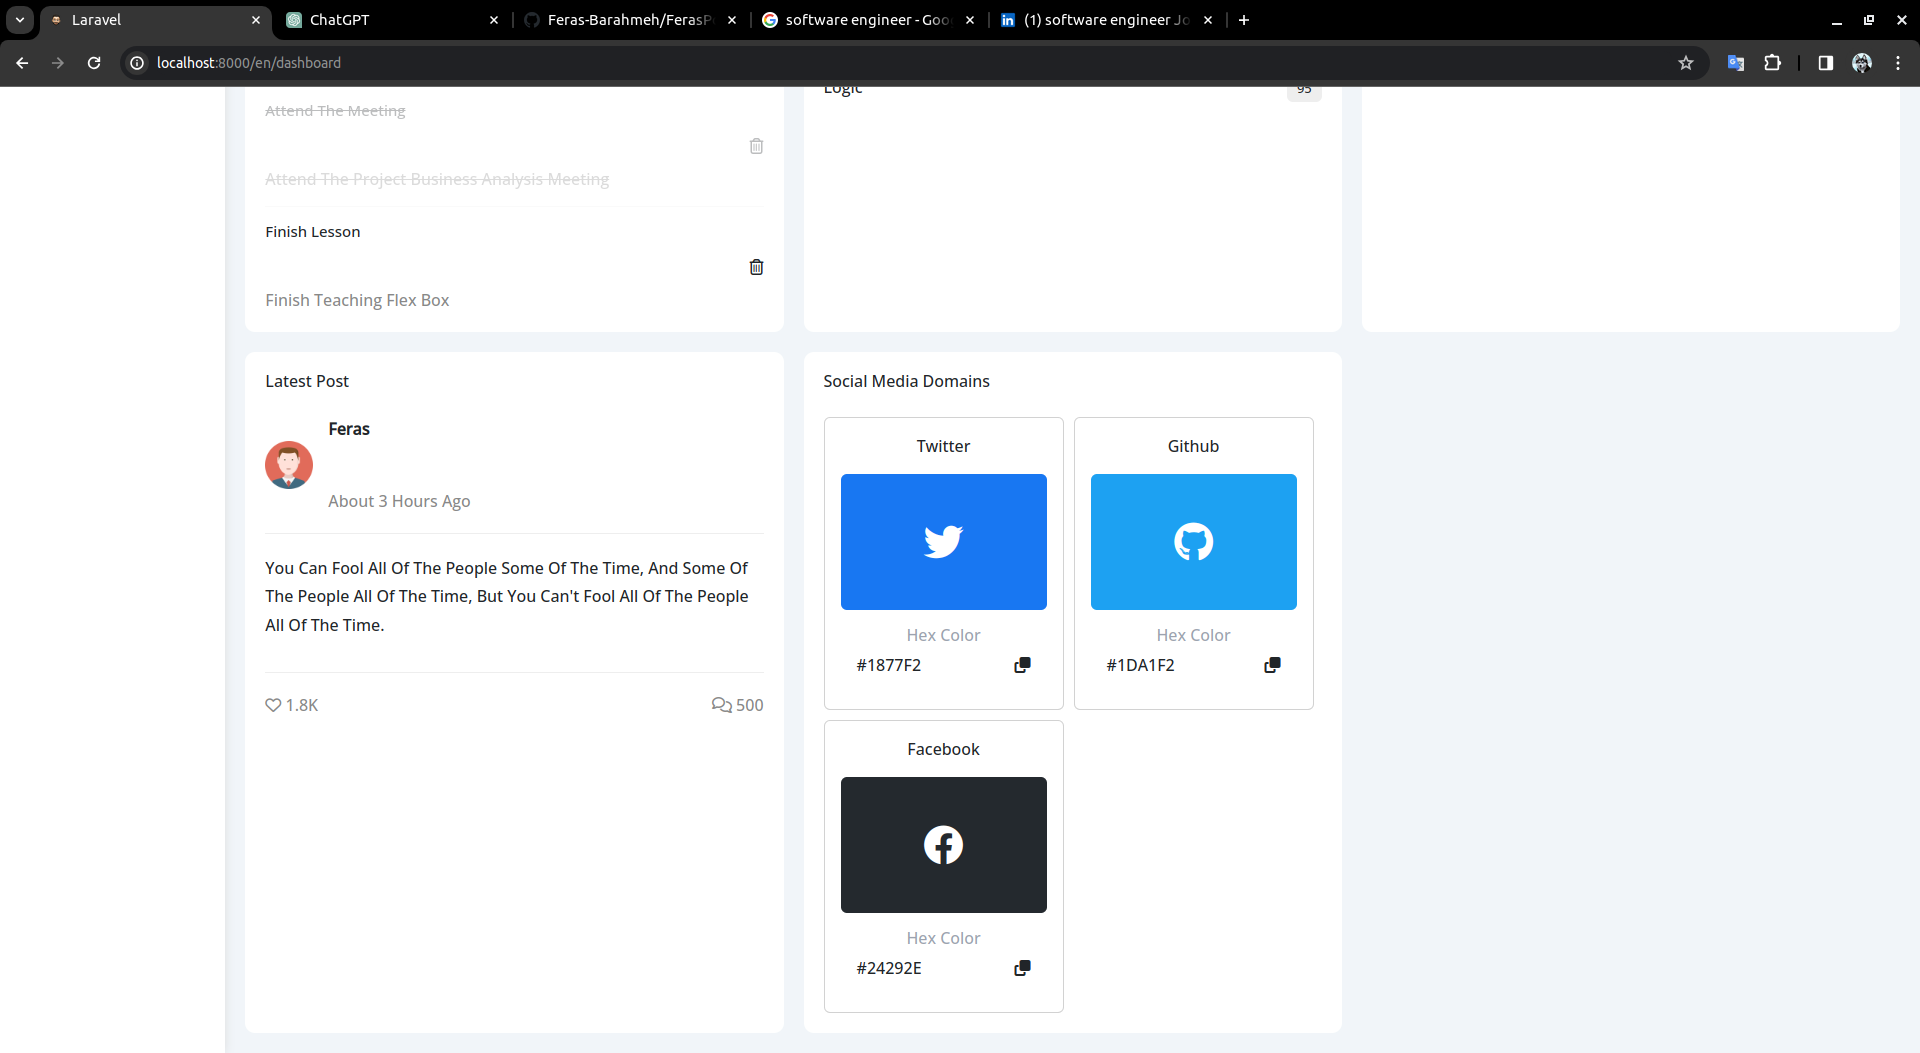 Laravel
ChatGPT
Feras-Barahmeh/FerasP
software engineer - Goo
(1) software engineer Jo
localhost:8000/en/dashboard
Attend The Meeting
Attend The Project Business Analysis Meeting
Finish Lesson
Finish Teaching Flex Box
Logic
95
Latest Post
Feras
About 3 Hours Ago
You Can Fool All Of The People Some Of The Time, And Some Of
The People All Of The Time, But You Can't Fool All Of The People
All Of The Time.
1.8K
500
Social Media Domains
Twitter
Hex Color
#1877F2
Github
Hex Color
#1DA1F2
Facebook
Hex Color
#24292E